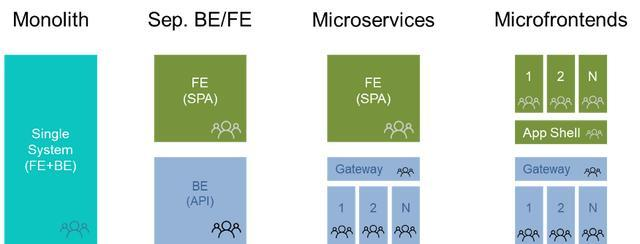 Monolith
Sep. BE/FE
Microservices
Microfrontends
Single
System
(FE+BE)
FE
(SPA)
BE
(API)
FE
(SPA)
Gateway
1 2 N
1 2 N
App Shell
Gateway
1 2 N